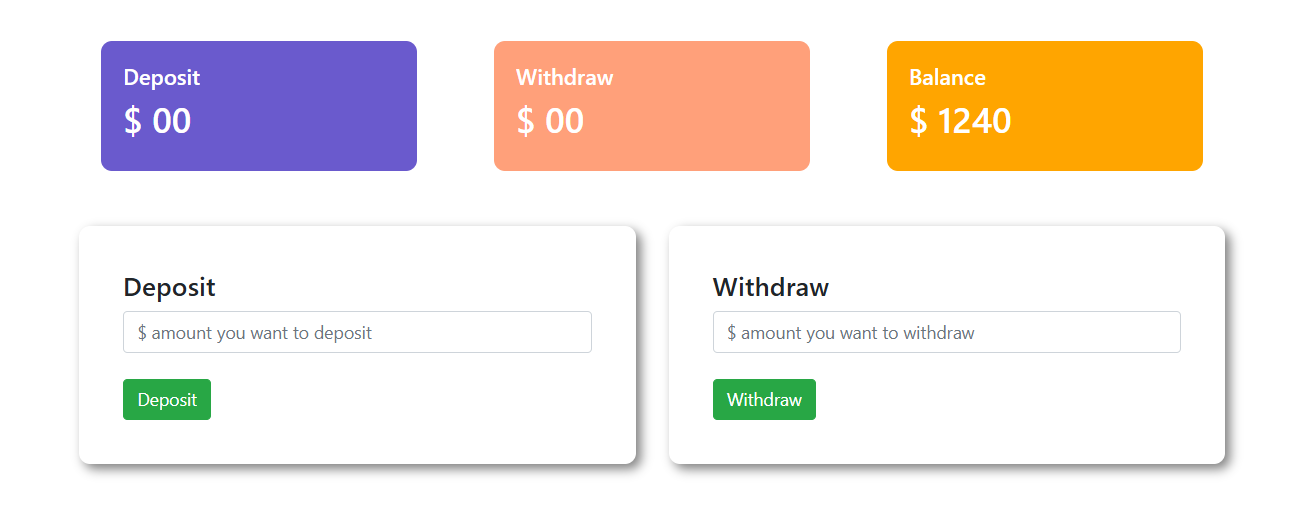 Deposit
$ 00
Withdraw
$ 00
Balance
$ 1240
Deposit
$ amount you want to deposit
Deposit
Withdraw
$ amount you want to withdraw
Withdraw